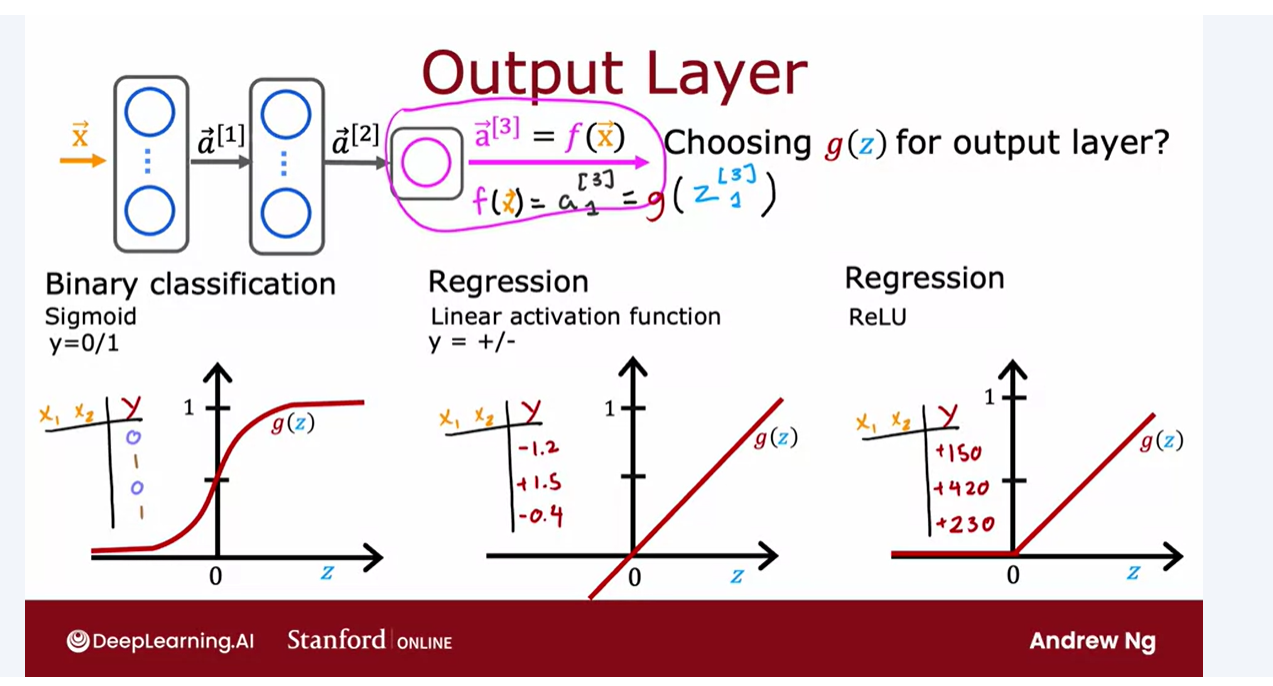 Output Layer
x⃗
a⃗[1]
a⃗[2]
a⃗[3] = f(x⃗)
f(x⃗) = a₁[3] = g(z₁[3])
Choosing g(z) for output layer?
Binary classification
Sigmoid
y=0/1
x₁ x₂ y
0
1
0
1
1
g(z)
0
z
Regression
Linear activation function
y = +/-
x₁ x₂ y
-1.2
+1.5
-0.4
1
g(z)
0
z
Regression
ReLU
x₁ x₂ y
+150
+420
+230
1
g(z)
0
z
DeepLearning.AI
Stanford ONLINE
Andrew Ng